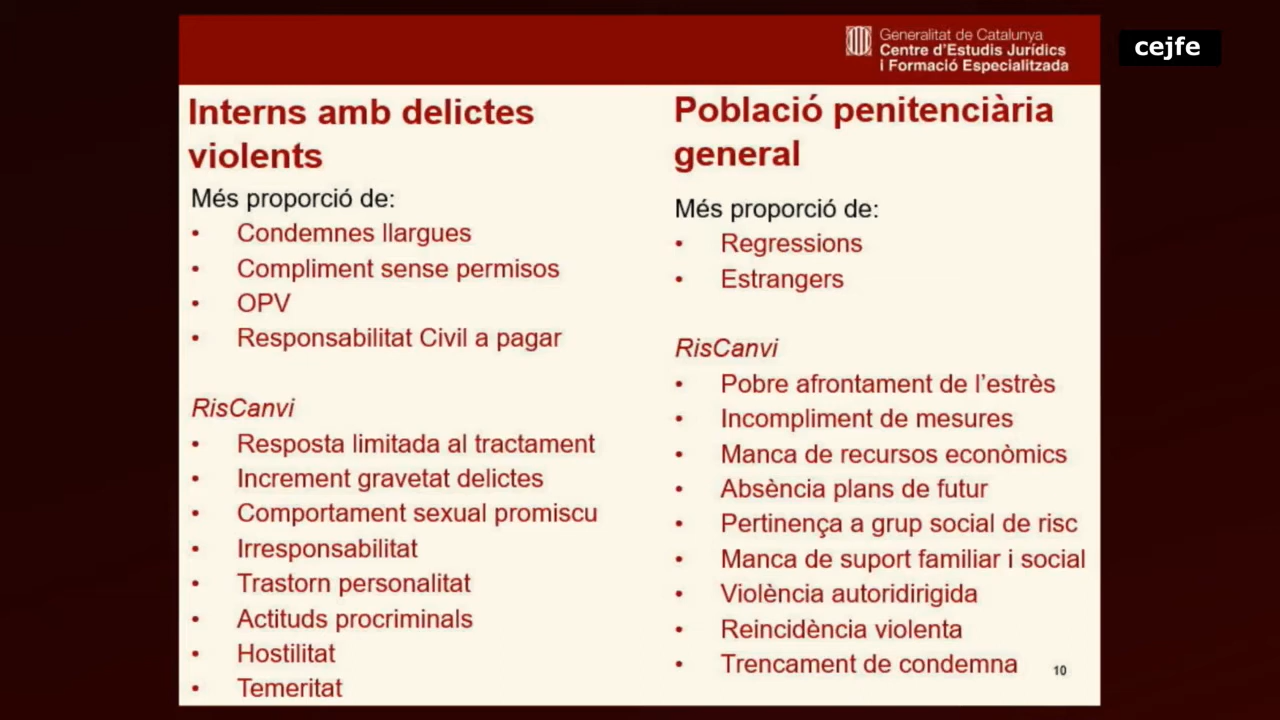 Generalitat de Catalunya
Centre d'Estudis Jurídics
i Formació Especialitzada
cejfe
Interns amb delictes
violents
Més proporció de:
• Condemnes llargues
• Compliment sense permisos
• OPV
• Responsabilitat Civil a pagar
RisCanvi
• Resposta limitada al tractament
• Increment gravetat delictes
• Comportament sexual promiscu
• Irresponsabilitat
• Trastorn personalitat
• Actituds procriminals
• Hostilitat
• Temeritat
Població penitenciària
general
Més proporció de:
• Regressions
• Estrangers
RisCanvi
• Pobre afrontament de l'estrès
• Incompliment de mesures
• Manca de recursos econòmics
• Absència plans de futur
• Pertinença a grup social de risc
• Manca de suport familiar i social
• Violència autoridirigida
• Reincidència violenta
• Trencament de condemna
10